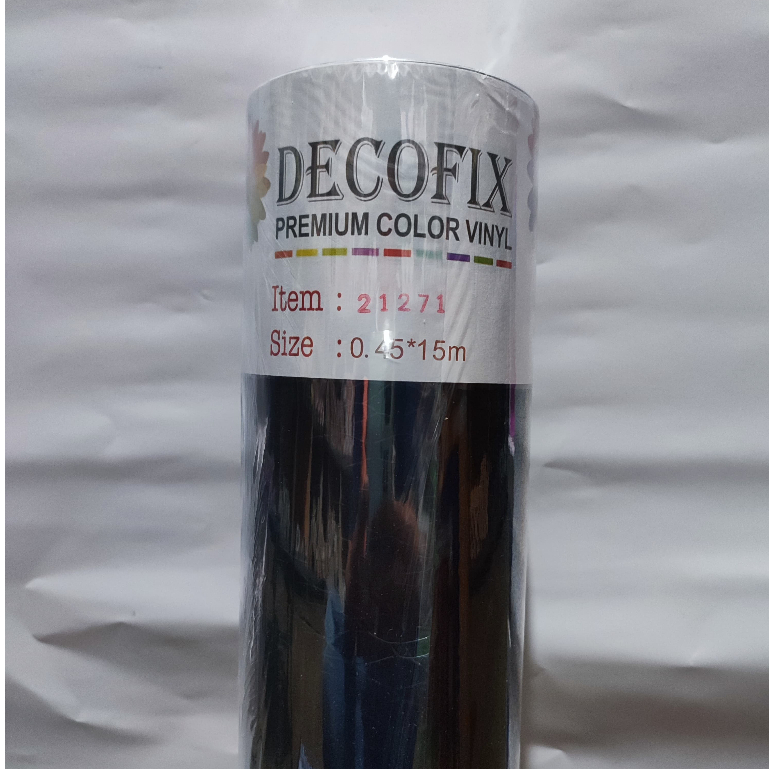 DECOFIX
PREMIUM COLOR VINYL
Item : 21271
Size : 0.45*15m